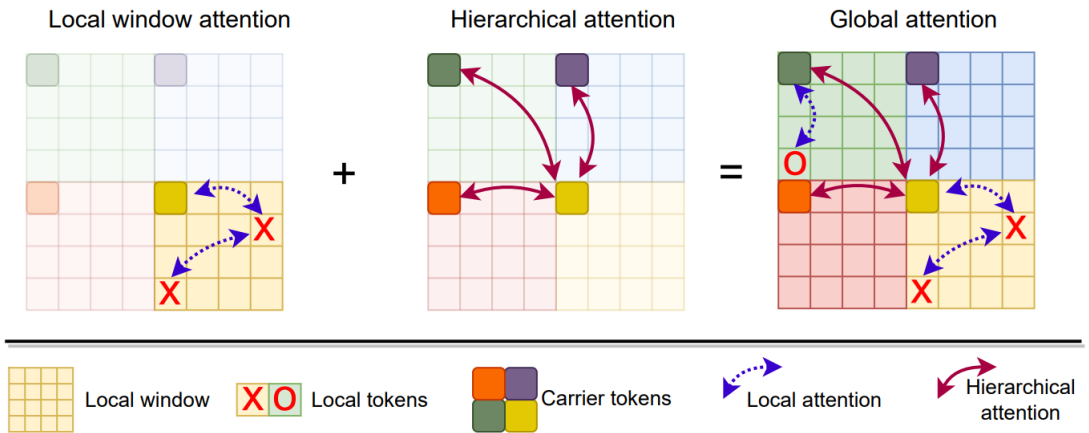 Local window attention
Hierarchical attention
Global attention
+
=
O
X
X
X
X
Local window
X O
Local tokens
Carrier tokens
Local attention
Hierarchical
attention